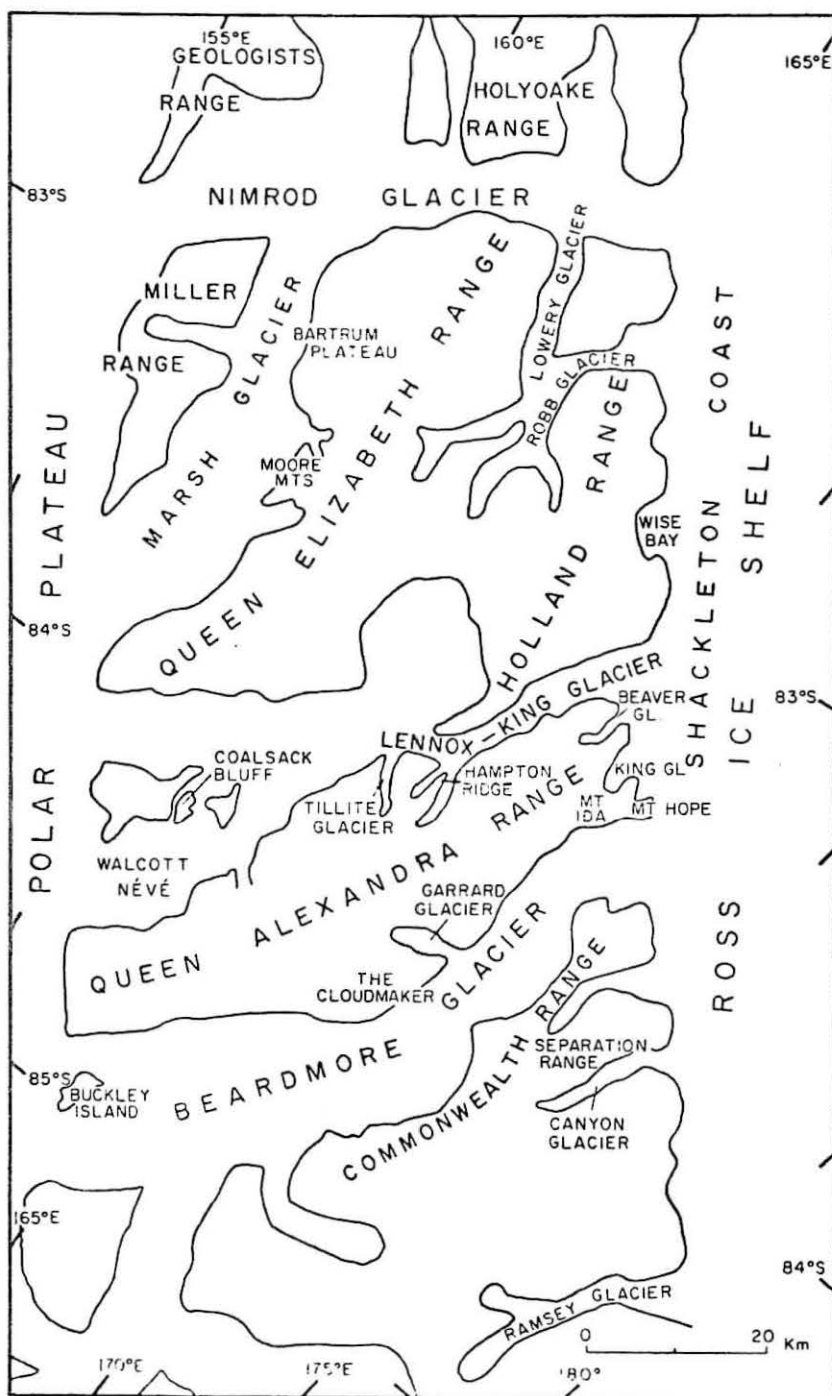 155°E
160°E
165°E
GEOLOGISTS
RANGE
HOLYOAKE
RANGE
83°S
NIMROD GLACIER
MILLER
RANGE
MARSH GLACIER
BARTRUM
PLATEAU
QUEEN ELIZABETH RANGE
LOWERY GLACIER
ROBB GLACIER
MOORE
MTS
HOLLAND RANGE
WISE
BAY
SHACKLETON COAST
ROSS ICE SHELF
POLAR PLATEAU
84°S
83°S
LENNOX-KING GLACIER
BEAVER
GL.
COALSACK
BLUFF
TILLITE
GLACIER
HAMPTON
RIDGE
KING GL
MT
IDA
MT HOPE
WALCOTT
NÉVÉ
QUEEN ALEXANDRA RANGE
GARRARD
GLACIER
THE
CLOUDMAKER
BEARDMORE GLACIER
COMMONWEALTH RANGE
SEPARATION
RANGE
85°S
BUCKLEY
ISLAND
CANYON
GLACIER
165°E
84°S
RAMSEY GLACIER
0 20 Km
170°E
175°E
180°